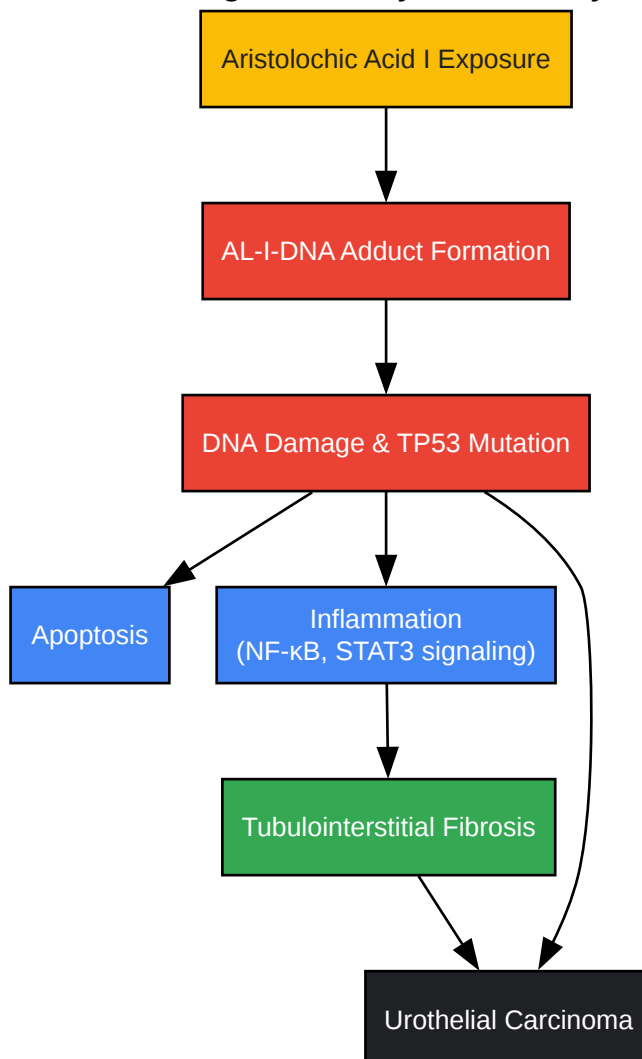 Aristolochic Acid I Exposure
AL-I-DNA Adduct Formation
DNA Damage & TP53 Mutation
Apoptosis
Inflammation
(NF-κB, STAT3 signaling)
Tubulointerstitial Fibrosis
Urothelial Carcinoma